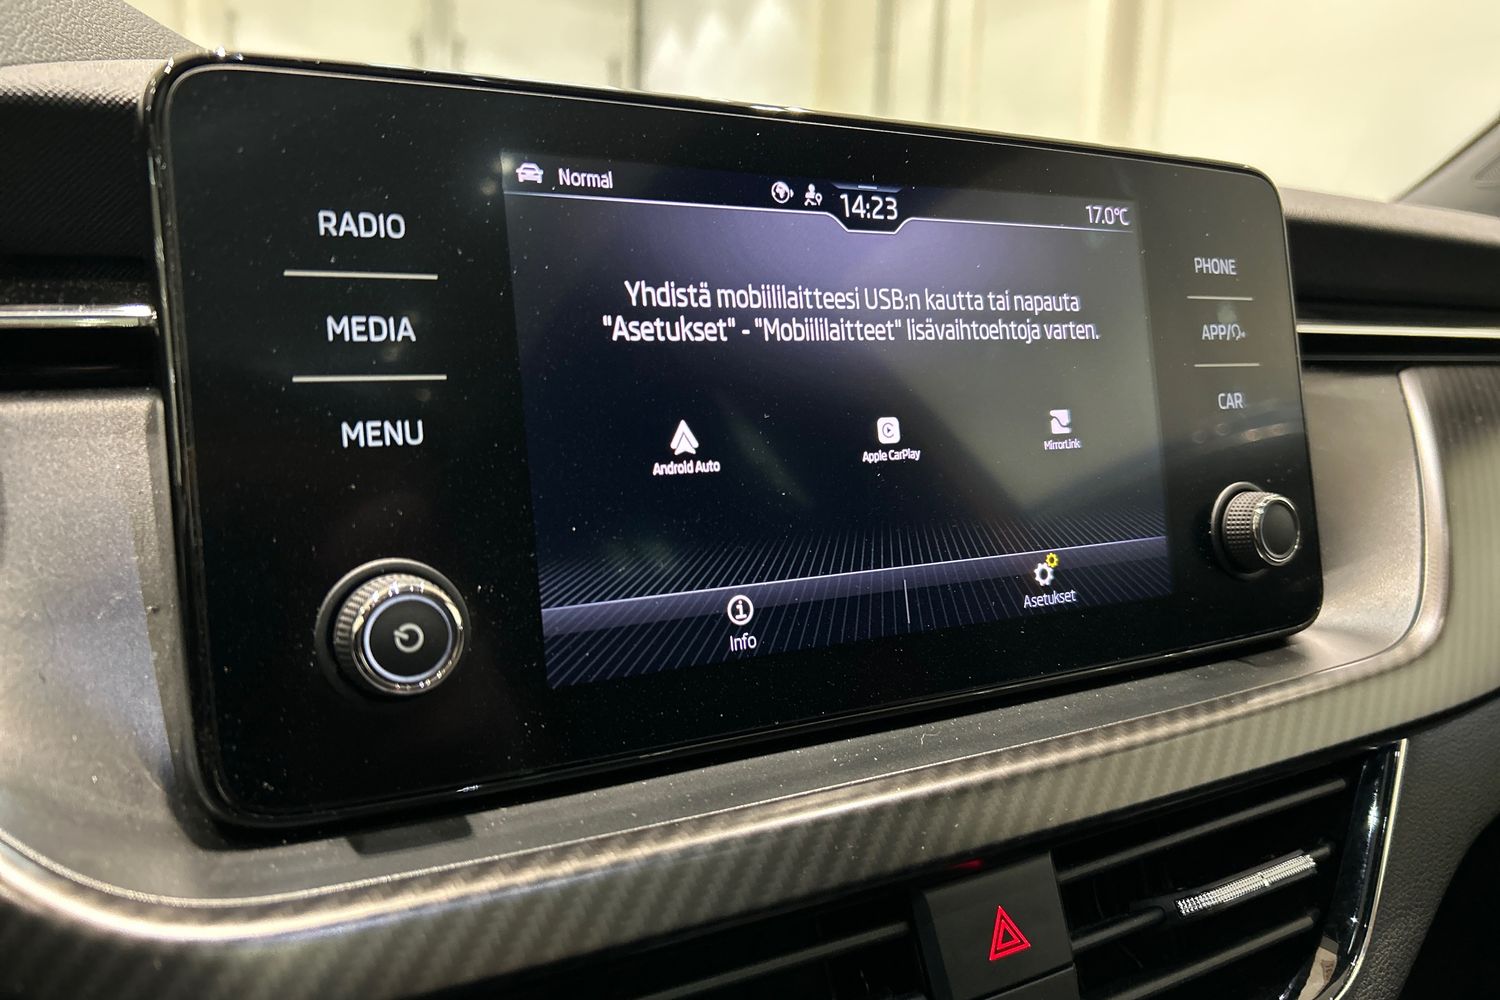 RADIO
MEDIA
MENU
Normal
14:23
17.0°C
Yhdistä mobiililaitteesi USB:n kautta tai napauta
"Asetukset" - "Mobiililaitteet" lisävaihtoehtoja varten.
Android Auto
Apple CarPlay
MirrorLink
Info
Asetukset
PHONE
APP/
CAR